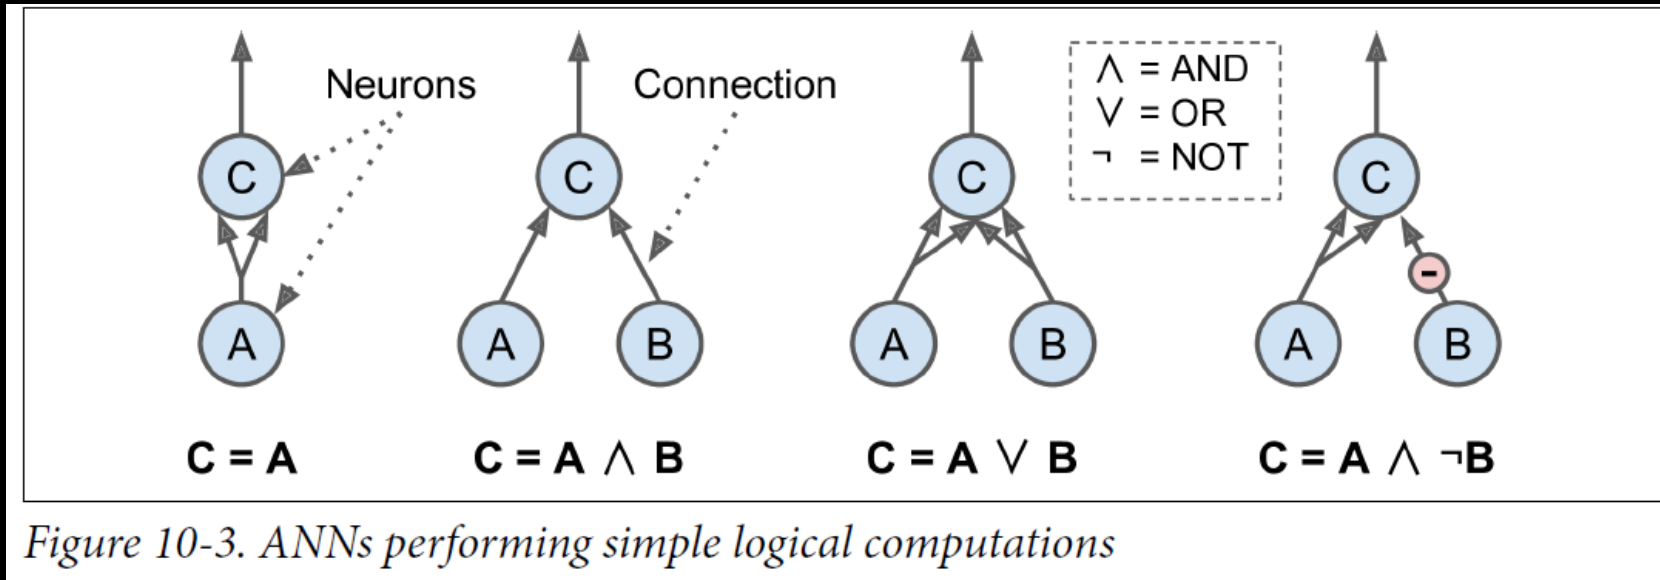 Neurons
Connection
∧ = AND
∨ = OR
¬ = NOT
C
C
C
C
A
A
B
A
B
-
A
B
C = A
C = A ∧ B
C = A ∨ B
C = A ∧ ¬B
Figure 10-3. ANNs performing simple logical computations